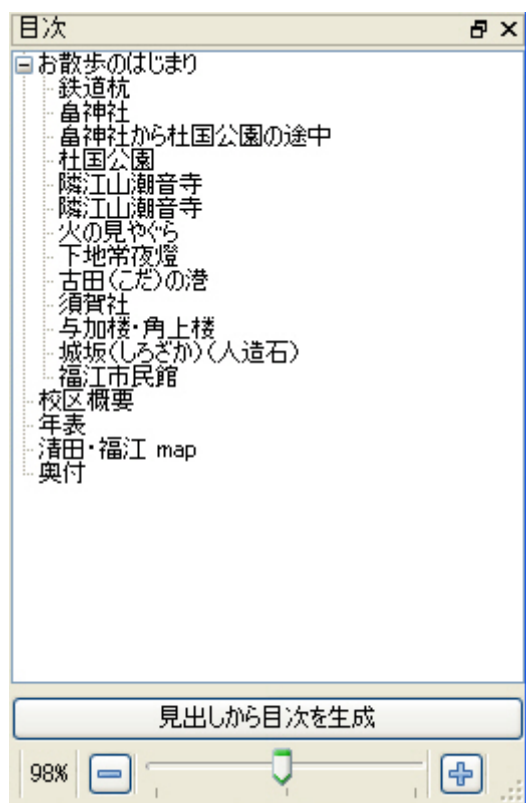 目次
お散歩のはじまり
鉄道杭
畠神社
畠神社から杜国公園の途中
杜国公園
隣江山潮音寺
隣江山潮音寺
火の見やぐら
下地常夜燈
古田(こだ)の港
須賀社
与加楼・角上楼
城坂(しろざか)(人造石)
福江市民館
校区概要
年表
清田・福江 map
奥付
見出しから目次を生成
98%